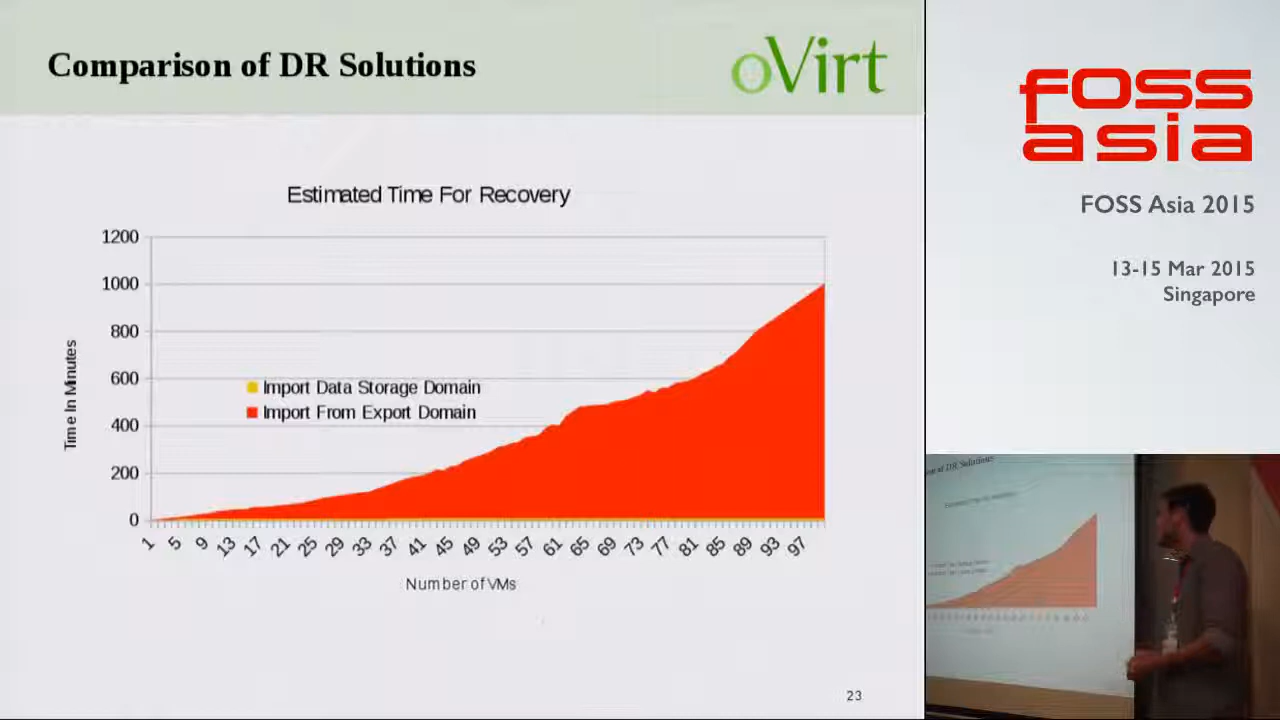 Comparison of DR Solutions
oVirt
Estimated Time For Recovery
1200
1000
800
600
400
200
0
Time In Minutes
Import Data Storage Domain
Import From Export Domain
1 5 9 13 17 21 25 29 33 37 41 45 49 53 57 61 65 69 73 77 81 85 89 93 97
Number of VMs
23
foss
asia
FOSS Asia 2015
13-15 Mar 2015
Singapore
of DR Solutions